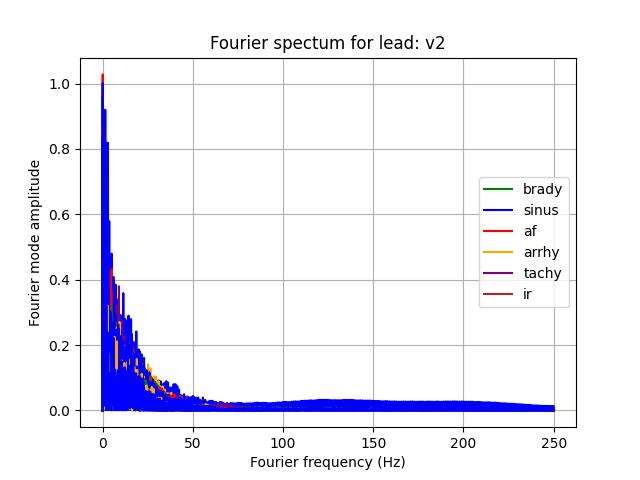 Fourier spectum for lead: v2
Fourier mode amplitude
1.0
0.8
0.6
0.4
0.2
0.0
brady
sinus
af
arrhy
tachy
ir
0
50
100
150
200
250
Fourier frequency (Hz)